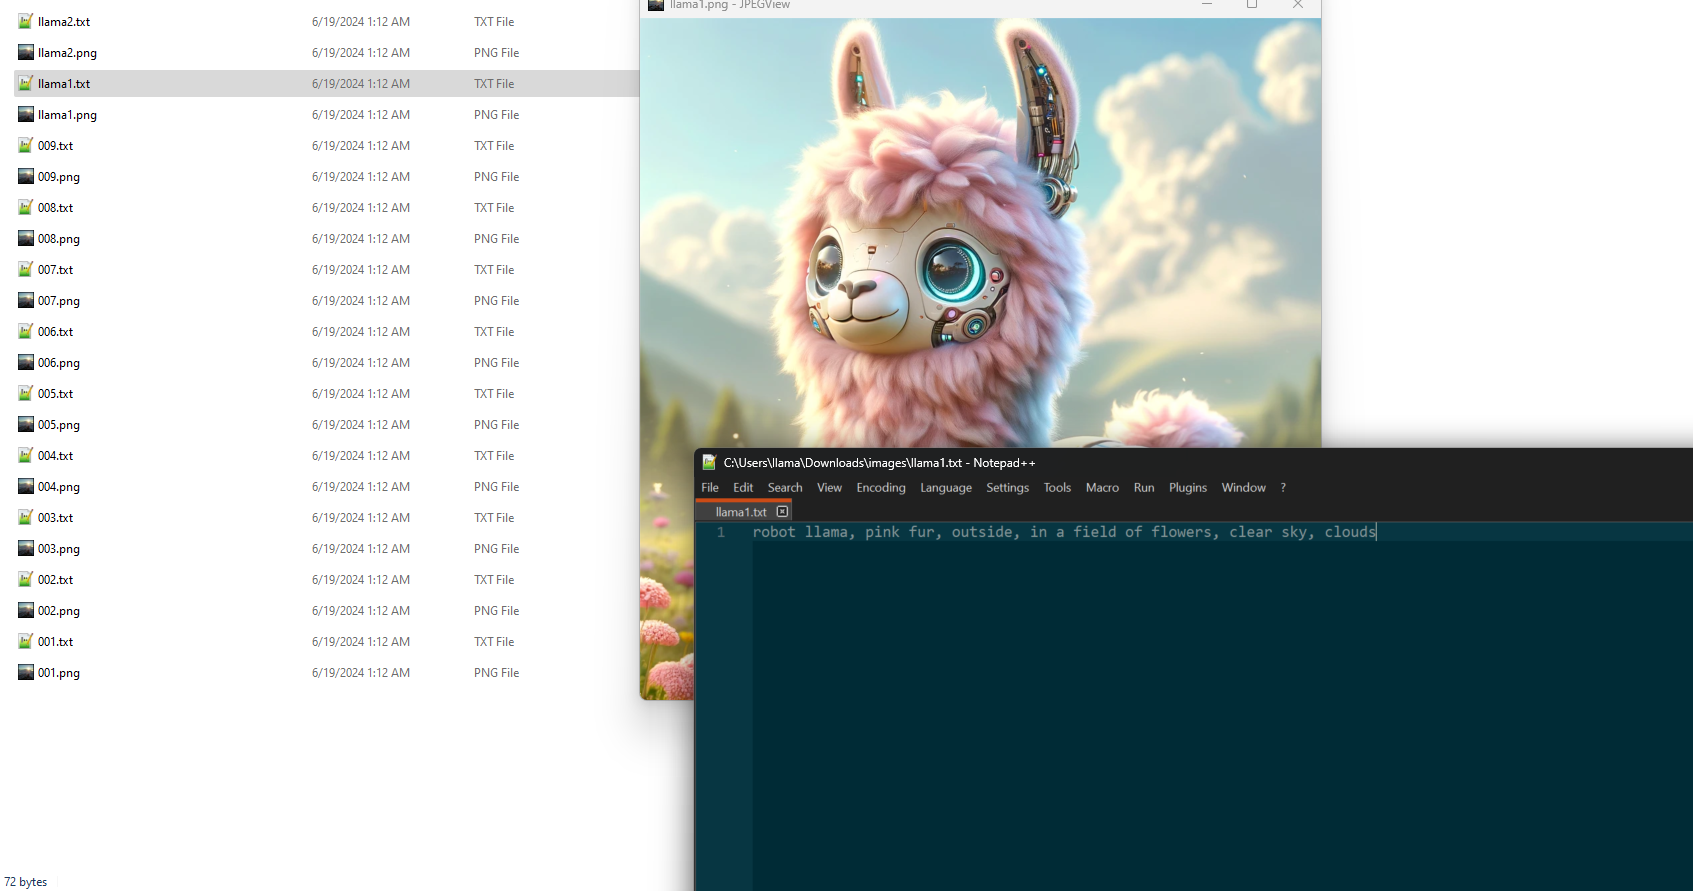 llama2.txt 6/19/2024 1:12 AM TXT File
llama2.png 6/19/2024 1:12 AM PNG File
llama1.txt 6/19/2024 1:12 AM TXT File
llama1.png 6/19/2024 1:12 AM PNG File
009.txt 6/19/2024 1:12 AM TXT File
009.png 6/19/2024 1:12 AM PNG File
008.txt 6/19/2024 1:12 AM TXT File
008.png 6/19/2024 1:12 AM PNG File
007.txt 6/19/2024 1:12 AM TXT File
007.png 6/19/2024 1:12 AM PNG File
006.txt 6/19/2024 1:12 AM TXT File
006.png 6/19/2024 1:12 AM PNG File
005.txt 6/19/2024 1:12 AM TXT File
005.png 6/19/2024 1:12 AM PNG File
004.txt 6/19/2024 1:12 AM TXT File
004.png 6/19/2024 1:12 AM PNG File
003.txt 6/19/2024 1:12 AM TXT File
003.png 6/19/2024 1:12 AM PNG File
002.txt 6/19/2024 1:12 AM TXT File
002.png 6/19/2024 1:12 AM PNG File
001.txt 6/19/2024 1:12 AM TXT File
001.png 6/19/2024 1:12 AM PNG File
72 bytes
llama1.png - JPEGView
C:\Users\llama\Downloads\images\llama1.txt - Notepad++
File Edit Search View Encoding Language Settings Tools Macro Run Plugins Window ?
llama1.txt
1 robot llama, pink fur, outside, in a field of flowers, clear sky, clouds